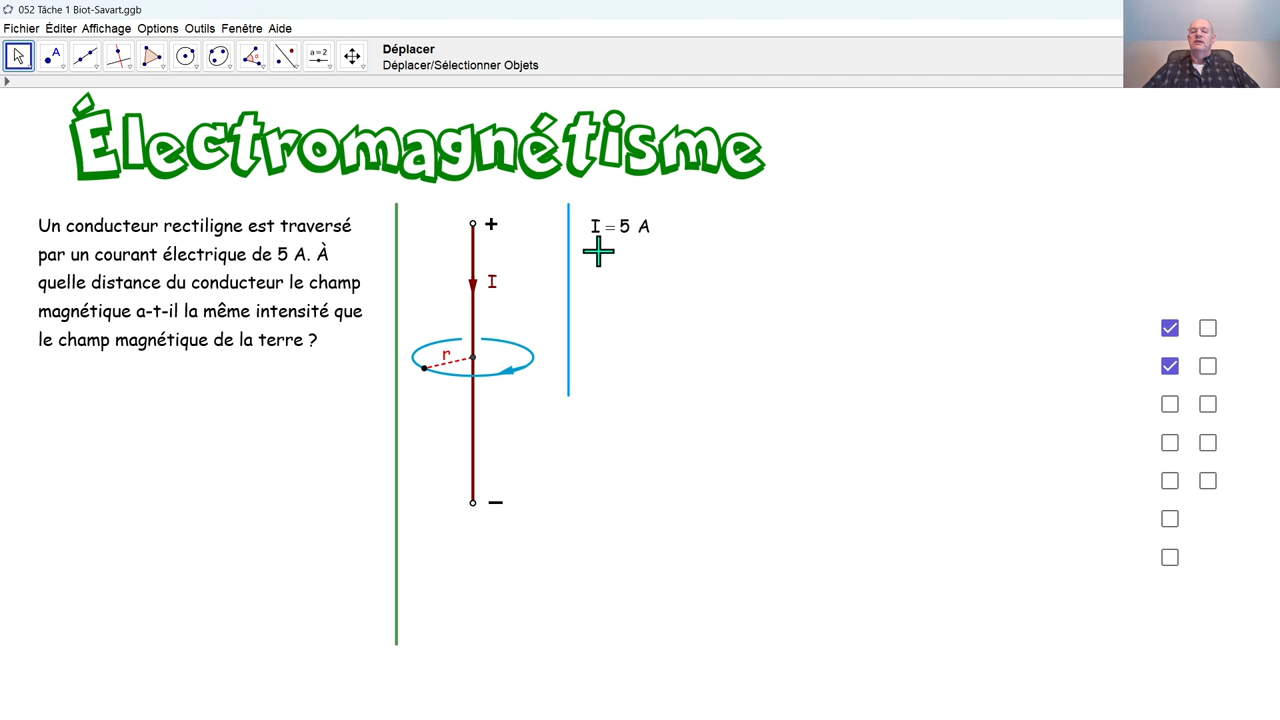 052 Tâche 1 Biot-Savart.ggb
Fichier Éditer Affichage Options Outils Fenêtre Aide
A
α
a=2
Déplacer
Déplacer/Sélectionner Objets
Électromagnétisme
Un conducteur rectiligne est traversé
par un courant électrique de 5 A. À
quelle distance du conducteur le champ
magnétique a-t-il la même intensité que
le champ magnétique de la terre ?
+
I
r
−
I = 5 A